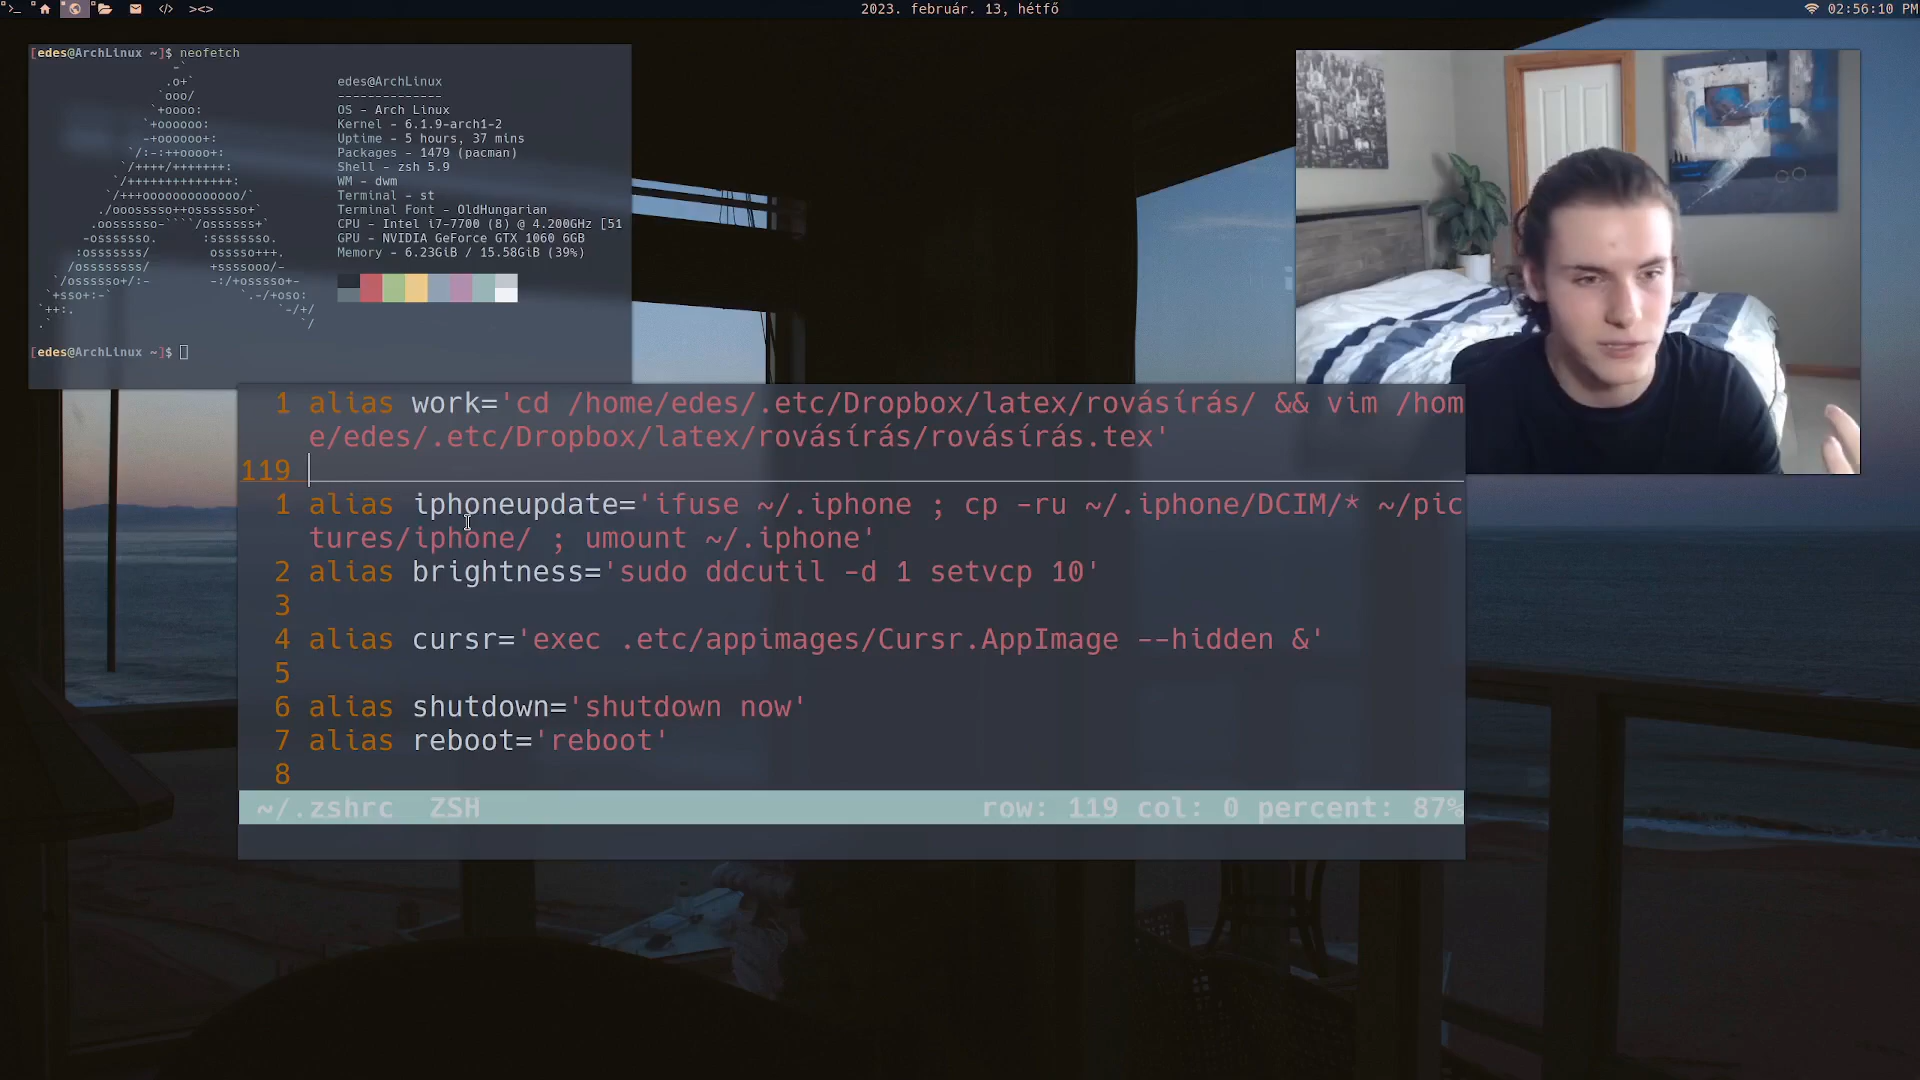 >_ </> ><> 2023. február. 13, hétfő 02:56:10 PM
[edes@ArchLinux ~]$ neofetch
edes@ArchLinux
--------------
OS - Arch Linux
Kernel - 6.1.9-arch1-2
Uptime - 5 hours, 37 mins
Packages - 1479 (pacman)
Shell - zsh 5.9
WM - dwm
Terminal - st
Terminal Font - OldHungarian
CPU - Intel i7-7700 (8) @ 4.200GHz [51
GPU - NVIDIA GeForce GTX 1060 6GB
Memory - 6.23GiB / 15.58GiB (39%)
[edes@ArchLinux ~]$
1 alias work='cd /home/edes/.etc/Dropbox/latex/rovásírás/ && vim /hom
e/edes/.etc/Dropbox/latex/rovásírás/rovásírás.tex'
119
1 alias iphoneupdate='ifuse ~/.iphone ; cp -ru ~/.iphone/DCIM/* ~/pic
tures/iphone/ ; umount ~/.iphone'
2 alias brightness='sudo ddcutil -d 1 setvcp 10'
3
4 alias cursr='exec .etc/appimages/Cursr.AppImage --hidden &'
5
6 alias shutdown='shutdown now'
7 alias reboot='reboot'
8
~/.zshrc ZSH row: 119 col: 0 percent: 87%